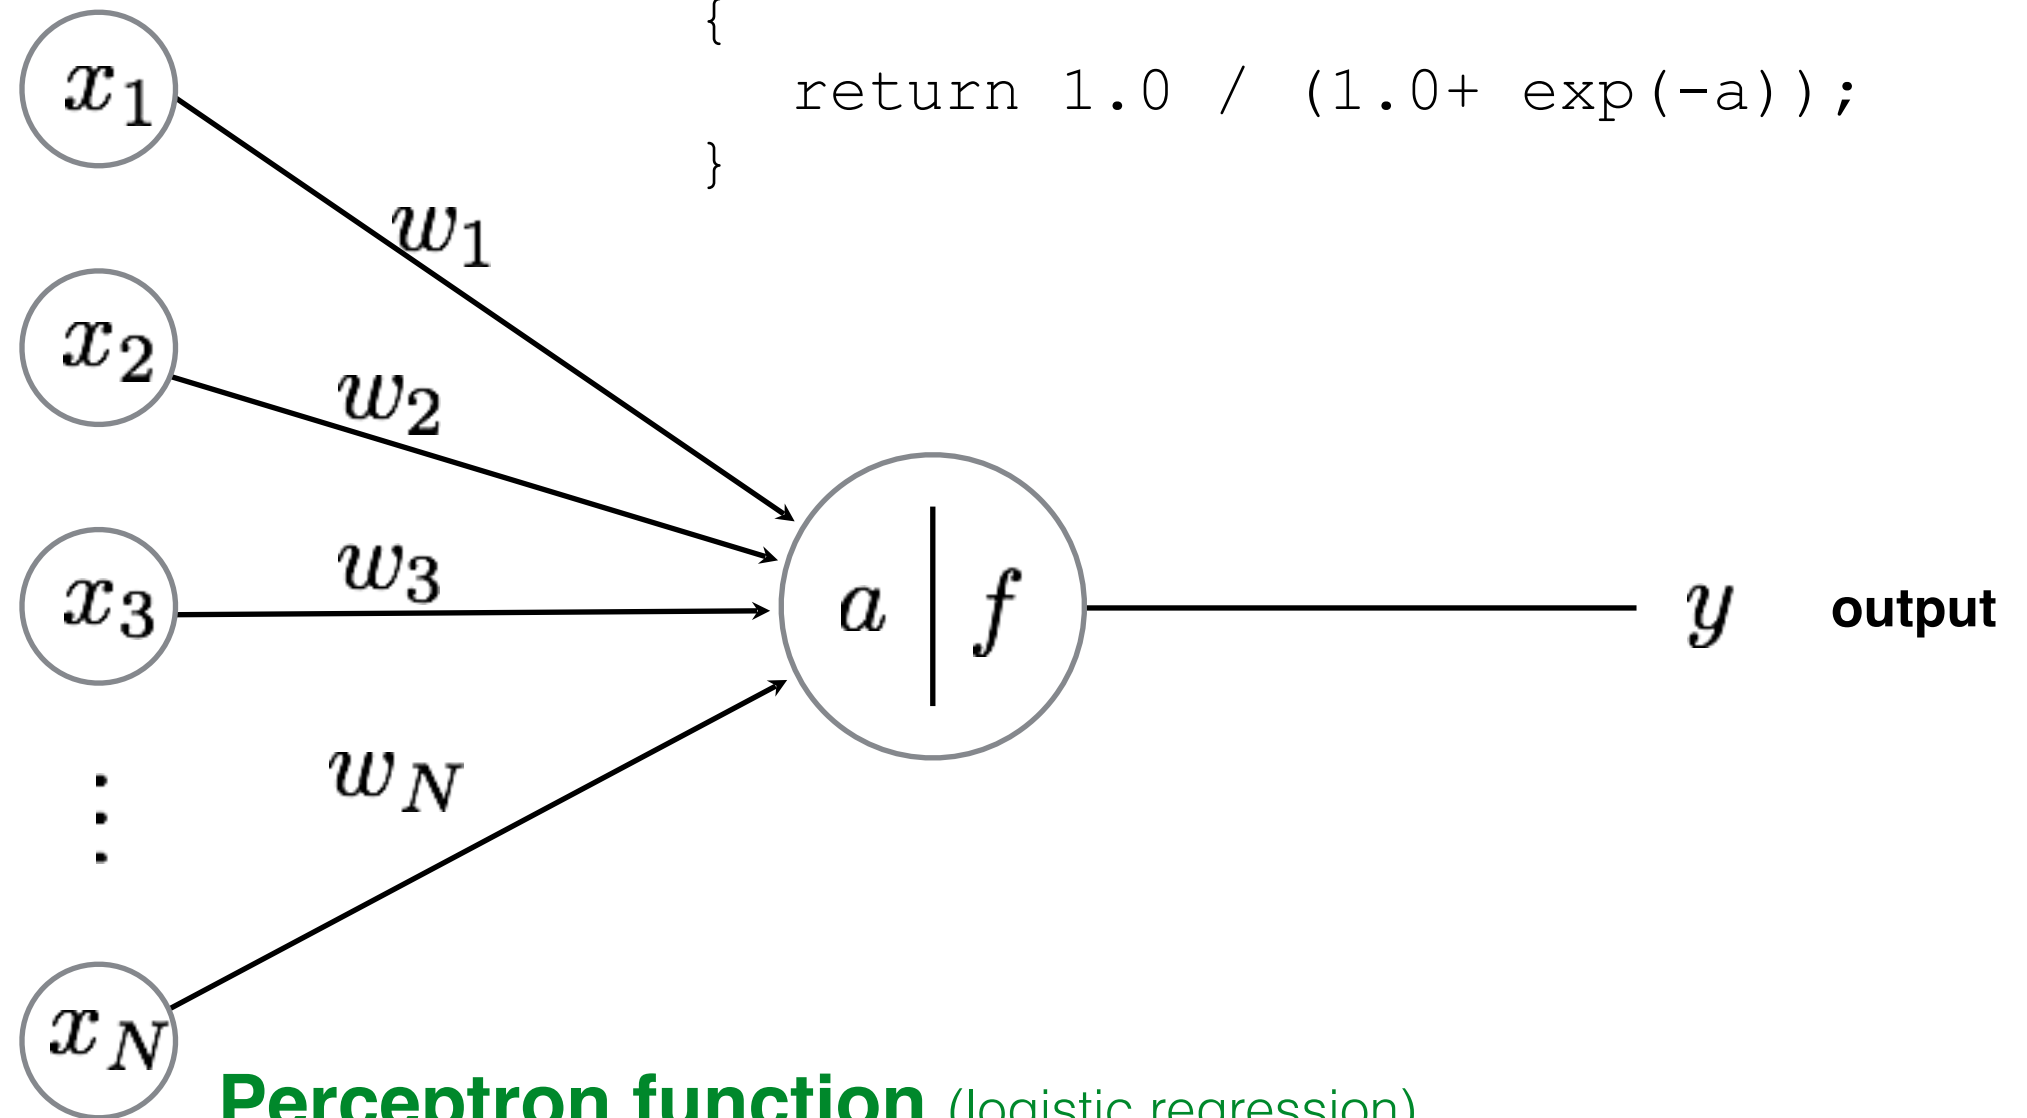 {
return 1.0 / (1.0+ exp(-a));
}
x1
w1
x2
w2
x3
w3
a | f
y output
wN
⋮
xN
Perceptron function (logistic regression)